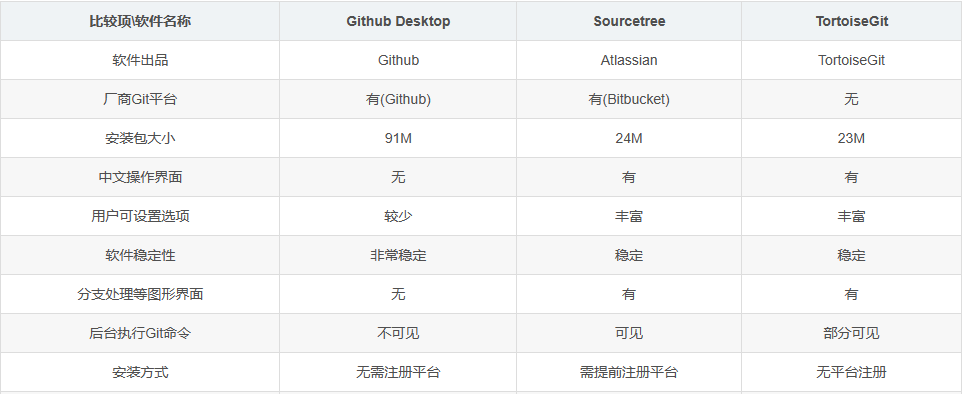 比较项\软件名称 Github Desktop Sourcetree TortoiseGit
软件出品 Github Atlassian TortoiseGit
厂商Git平台 有(Github) 有(Bitbucket) 无
安装包大小 91M 24M 23M
中文操作界面 无 有 有
用户可设置选项 较少 丰富 丰富
软件稳定性 非常稳定 稳定 稳定
分支处理等图形界面 无 有 有
后台执行Git命令 不可见 可见 部分可见
安装方式 无需注册平台 需提前注册平台 无平台注册